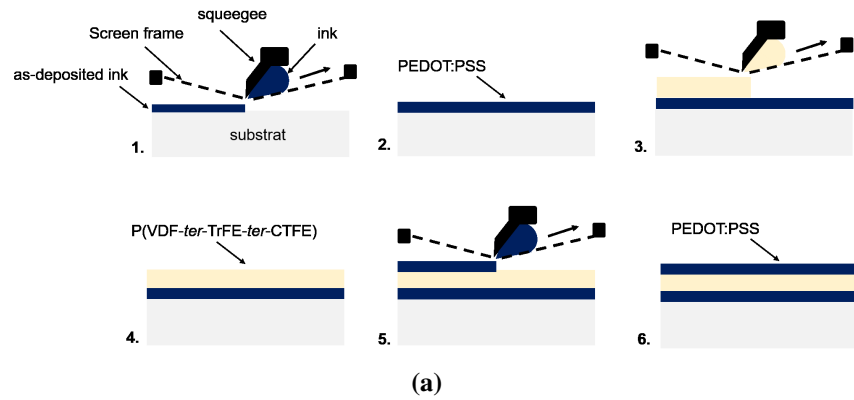 squeegee
Screen frame
ink
as-deposited ink
substrat
1.
PEDOT:PSS
2.
3.
P(VDF-ter-TrFE-ter-CTFE)
4.
5.
PEDOT:PSS
6.
(a)